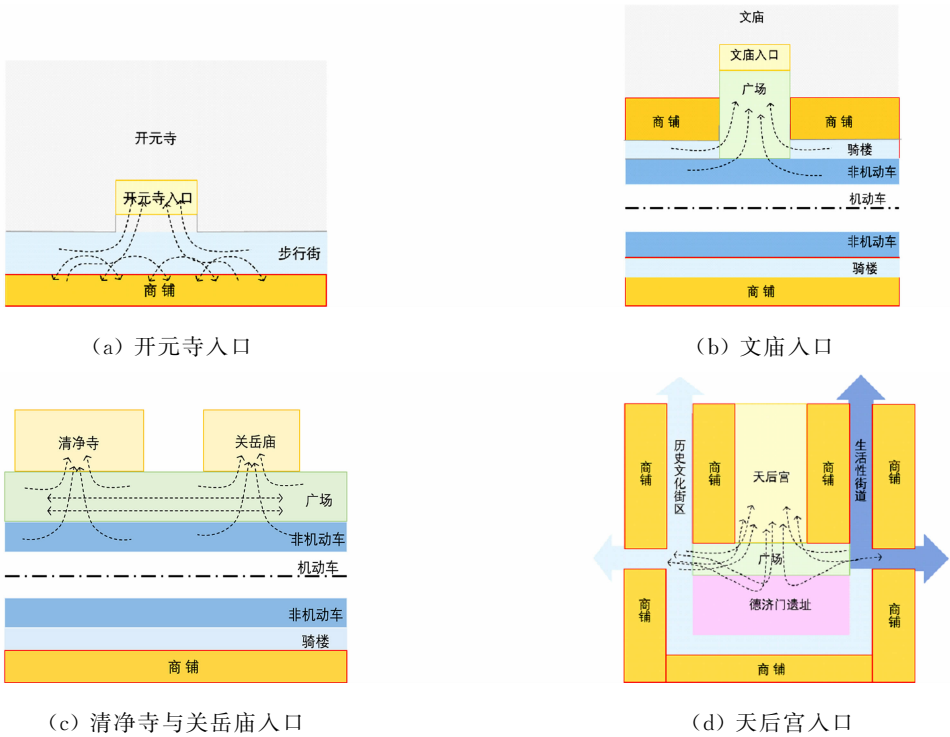 开元寺
开元寺入口
步行街
商铺
(a) 开元寺入口
文庙
文庙入口
广场
商铺
商铺
骑楼
非机动车
机动车
非机动车
骑楼
商铺
(b) 文庙入口
清净寺
关岳庙
广场
非机动车
机动车
非机动车
骑楼
商铺
(c) 清净寺与关岳庙入口
商铺
历史文化街区
商铺
天后宫
商铺
生活性街道
商铺
广场
商铺
德济门遗址
商铺
商铺
(d) 天后宫入口